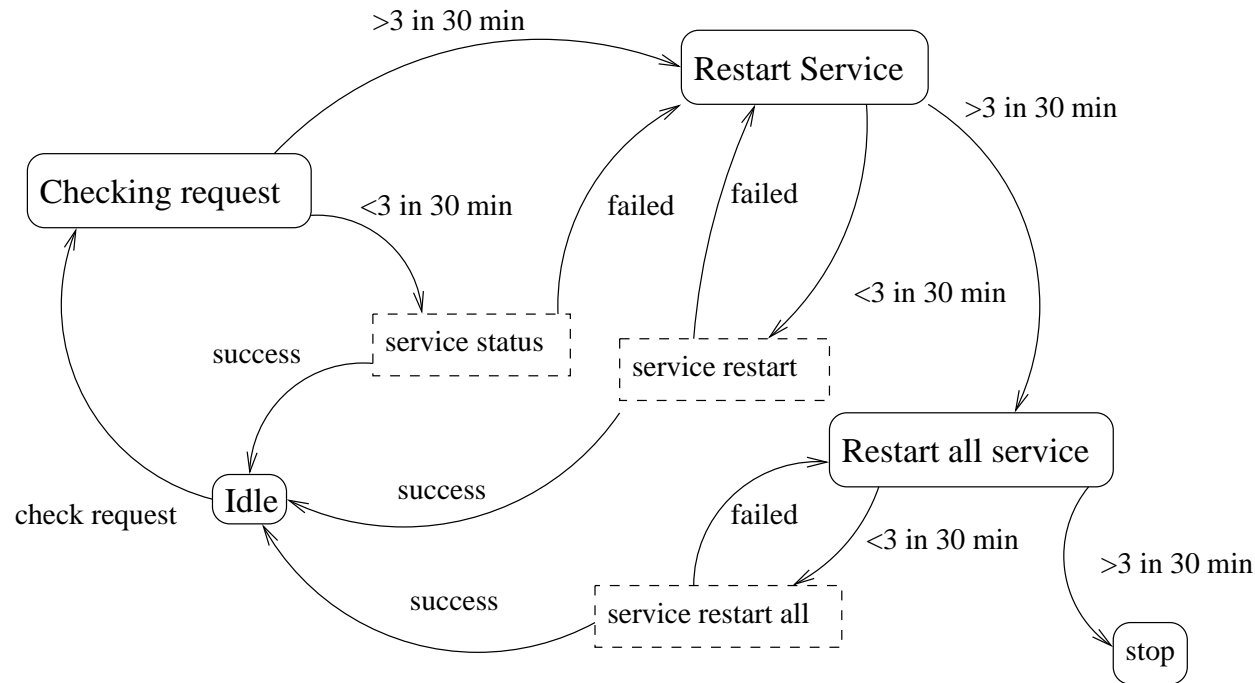 >3 in 30 min
Restart Service
>3 in 30 min
Checking request
<3 in 30 min
failed
failed
<3 in 30 min
service status
success
service restart
Restart all service
Idle
success
check request
failed
<3 in 30 min
>3 in 30 min
success
service restart all
stop